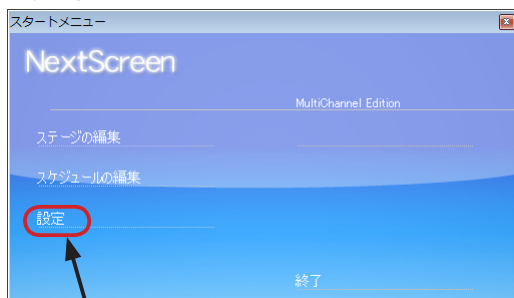 スタートメニュー
NextScreen
MultiChannel Edition
ステージの編集
スケジュールの編集
設定
終了